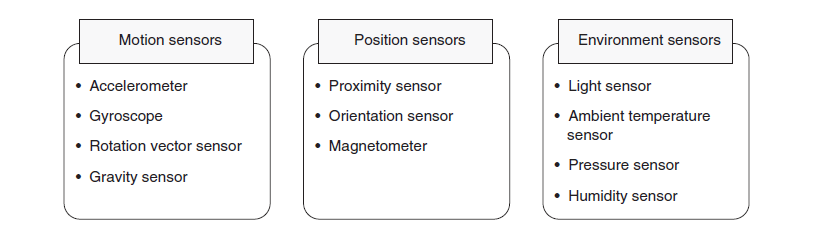 Motion sensors
• Accelerometer
• Gyroscope
• Rotation vector sensor
• Gravity sensor
Position sensors
• Proximity sensor
• Orientation sensor
• Magnetometer
Environment sensors
• Light sensor
• Ambient temperature
sensor
• Pressure sensor
• Humidity sensor